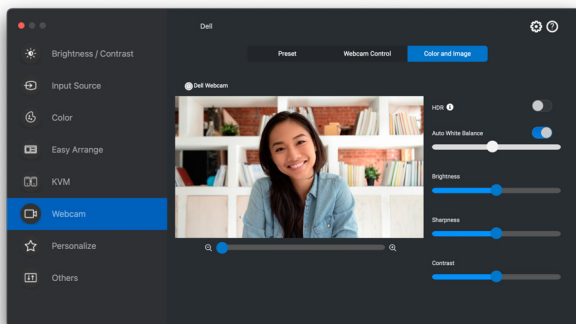 Dell
Brightness / Contrast
Input Source
Color
Easy Arrange
KVM
Webcam
Personalize
Others
Preset
Webcam Control
Color and Image
Dell Webcam
HDR
Auto White Balance
Brightness
Sharpness
Contrast